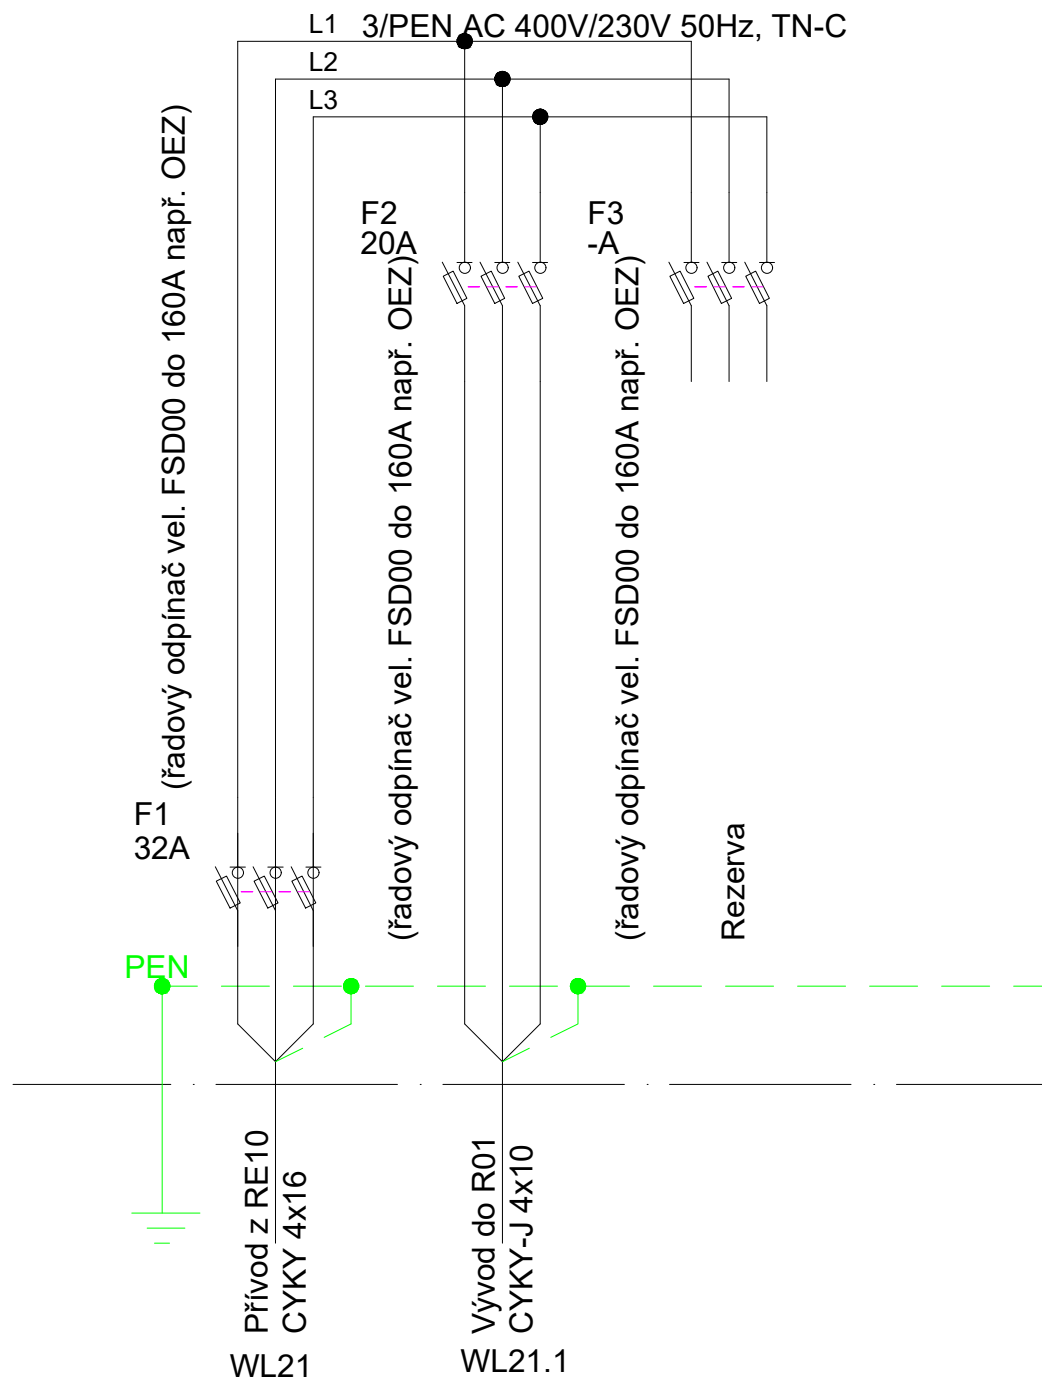 L1 3/PEN AC 400V/230V 50Hz, TN-C
L2
L3
(řadový odpínač vel. FSD00 do 160A např. OEZ)
F2
20A
(řadový odpínač vel. FSD00 do 160A např. OEZ)
F3
-A
(řadový odpínač vel. FSD00 do 160A např. OEZ)
F1
32A
Rezerva
PEN
Přívod z RE10
CYKY 4x16
WL21
Vývod do R01
CYKY-J 4x10
WL21.1